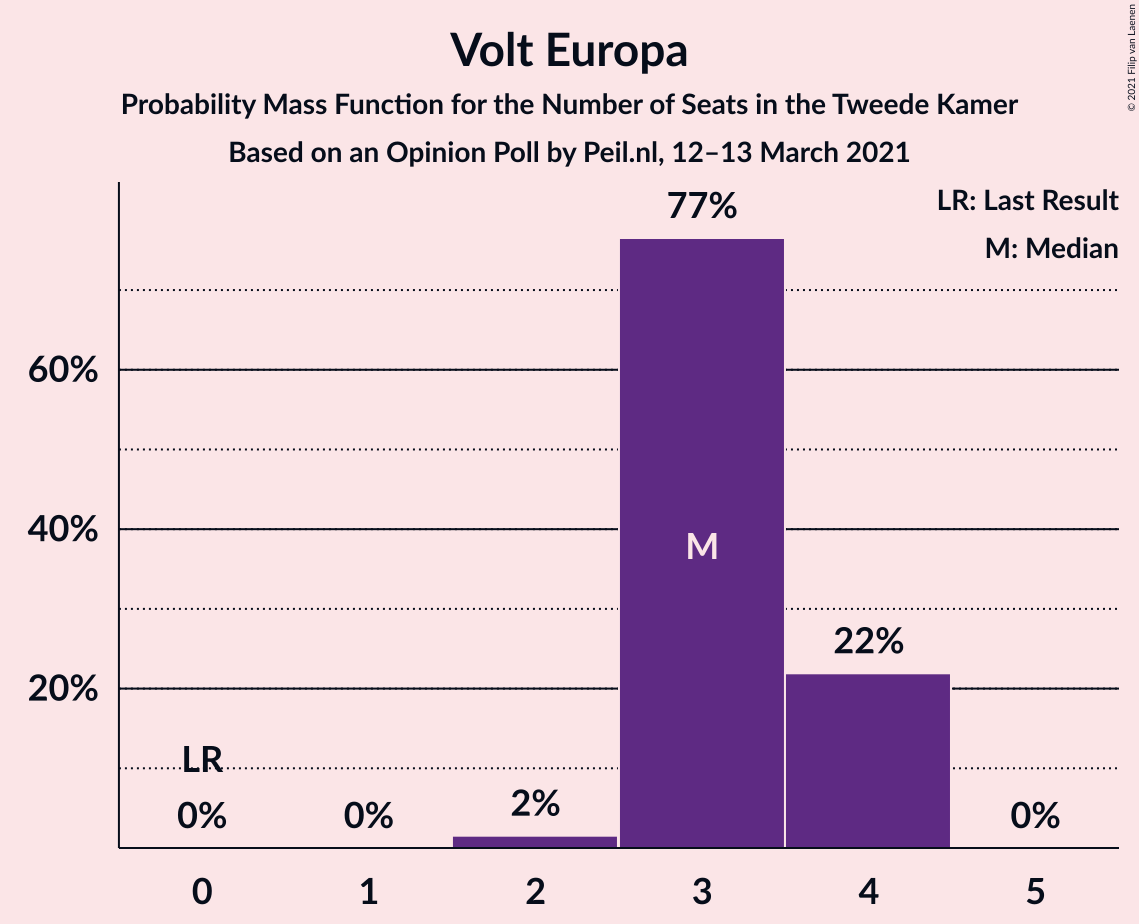 Volt Europa
Probability Mass Function for the Number of Seats in the Tweede Kamer
Based on an Opinion Poll by Peil.nl, 12–13 March 2021
© 2021 Filip van Laenen
LR: Last Result
M: Median
77%
60%
40%
M
22%
20%
LR
0%
0%
2%
0%
0
1
2
3
4
5